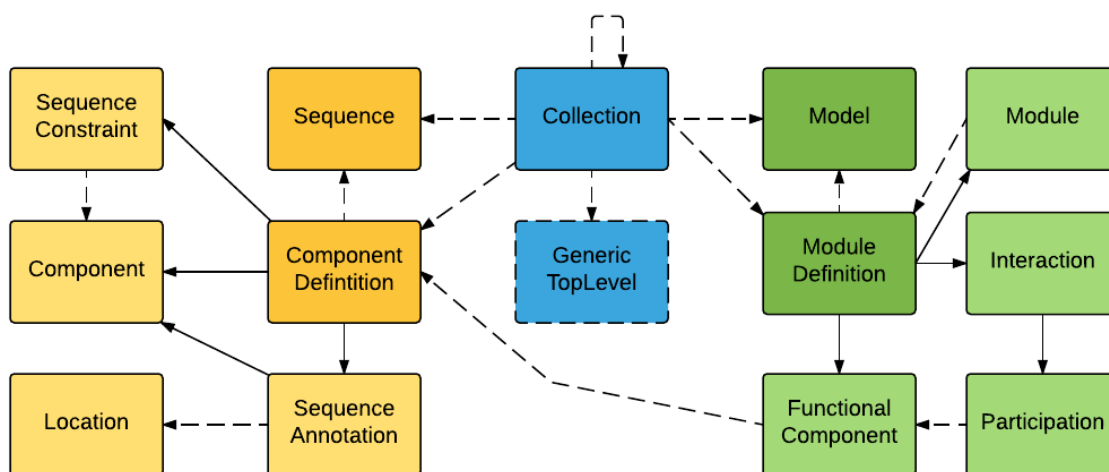 Sequence
Constraint
Sequence
Collection
Model
Module
Component
Component
Defintition
Generic
TopLevel
Module
Definition
Interaction
Location
Sequence
Annotation
Functional
Component
Participation